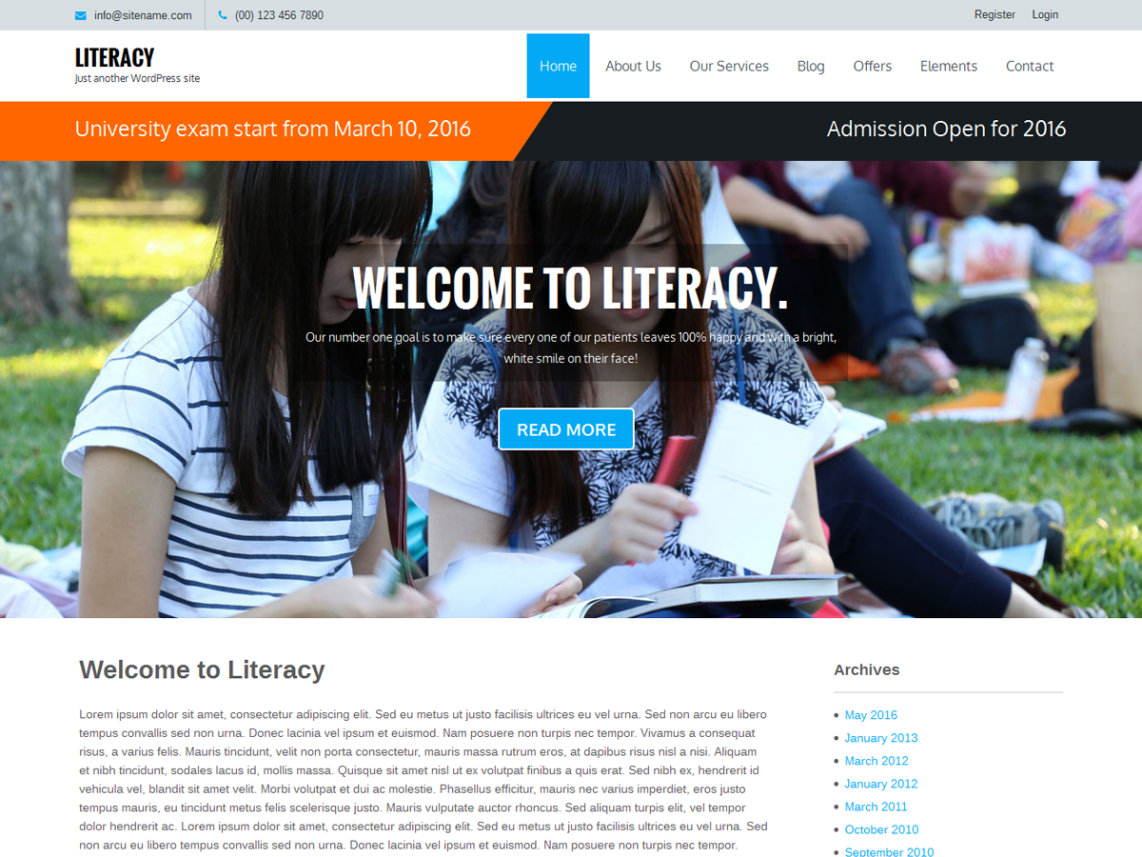 info@sitename.com
(00) 123 456 7890
Register
Login
LITERACY
Just another WordPress site
Home
About Us
Our Services
Blog
Offers
Elements
Contact
University exam start from March 10, 2016
Admission Open for 2016
WELCOME TO LITERACY.
Our number one goal is to make sure every one of our patients leaves 100% happy and with a bright,
white smile on their face!
READ MORE
Welcome to Literacy
Lorem ipsum dolor sit amet, consectetur adipiscing elit. Sed eu metus ut justo facilisis ultrices eu vel urna. Sed non arcu eu libero
tempus convallis sed non urna. Donec lacinia vel ipsum et euismod. Nam posuere non turpis nec tempor. Vivamus a consequat
risus, a varius felis. Mauris tincidunt, velit non porta consectetur, mauris massa rutrum eros, at dapibus risus nisl a nisi. Aliquam
et nibh tincidunt, sodales lacus id, mollis massa. Quisque sit amet nisl ut ex volutpat finibus a quis erat. Sed nibh ex, hendrerit id
vehicula vel, blandit sit amet velit. Morbi volutpat et dui ac molestie. Phasellus efficitur, mauris nec varius imperdiet, eros justo
tempus mauris, eu tincidunt metus felis scelerisque justo. Mauris vulputate auctor rhoncus. Sed aliquam turpis elit, vel tempor
dolor hendrerit ac. Lorem ipsum dolor sit amet, consectetur adipiscing elit. Sed eu metus ut justo facilisis ultrices eu vel urna. Sed
non arcu eu libero tempus convallis sed non urna. Donec lacinia vel ipsum et euismod. Nam posuere non turpis nec tempor.
Archives
May 2016
January 2013
March 2012
January 2012
March 2011
October 2010
September 2010